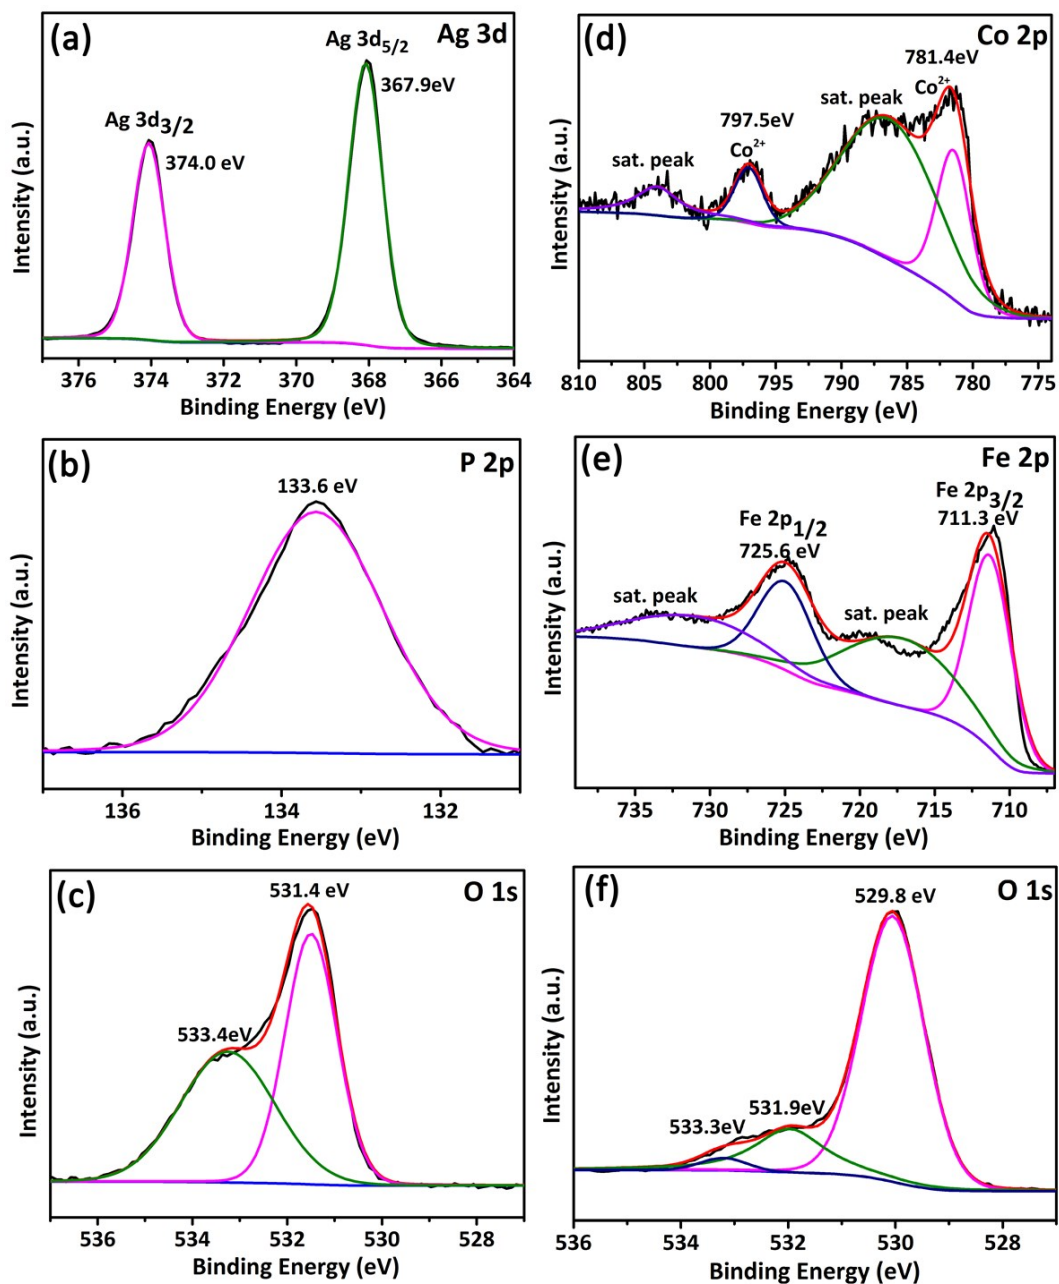 (a)
Ag 3d
Ag 3d5/2
367.9eV
Ag 3d3/2
374.0 eV
Intensity (a.u.)
376 374 372 370 368 366 364
Binding Energy (eV)
(d)
Co 2p
781.4eV
Co2+
sat. peak
797.5eV
Co2+
sat. peak
Intensity (a.u.)
810 805 800 795 790 785 780 775
Binding Energy (eV)
(b)
P 2p
133.6 eV
Intensity (a.u.)
136 134 132
Binding Energy (eV)
(e)
Fe 2p
Fe 2p3/2
711.3 eV
Fe 2p1/2
725.6 eV
sat. peak
sat. peak
Intensity (a.u.)
735 730 725 720 715 710
Binding Energy (eV)
(c)
O 1s
531.4 eV
533.4eV
Intensity (a.u.)
536 534 532 530 528
Binding Energy (eV)
(f)
O 1s
529.8 eV
531.9eV
533.3eV
Intensity (a.u.)
536 534 532 530 528
Binding Energy (eV)